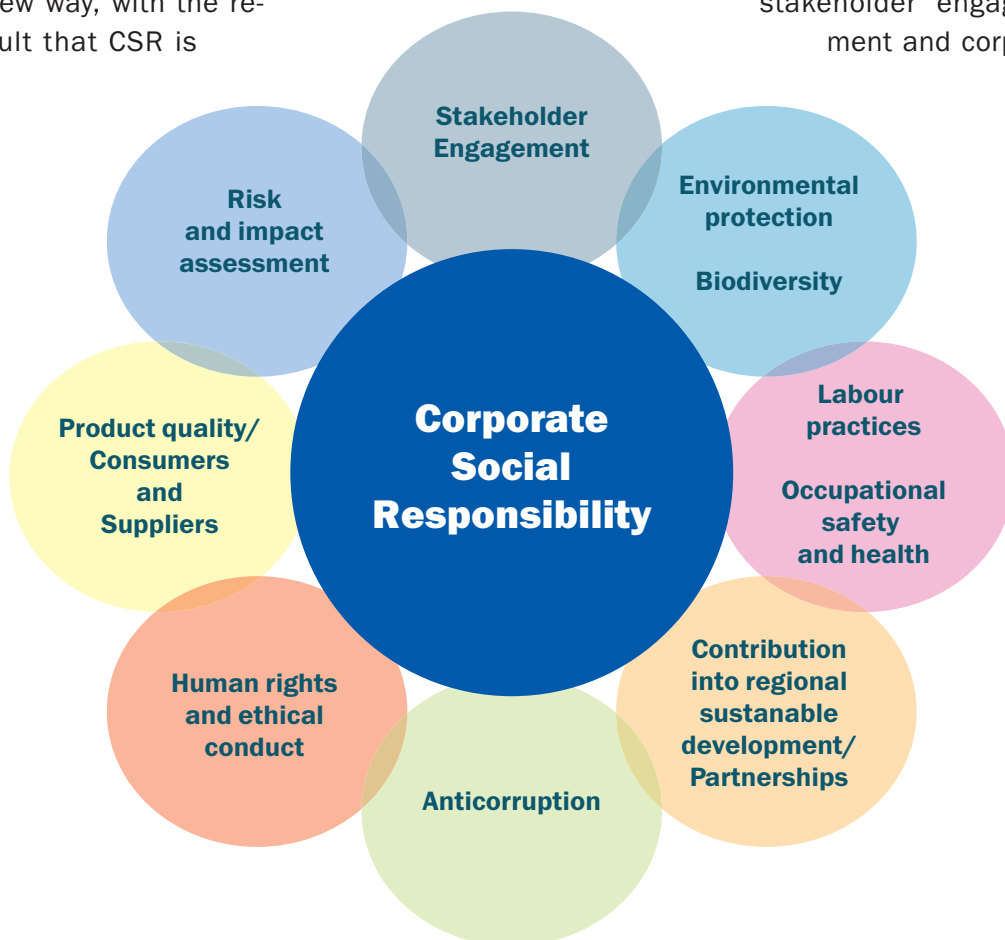 ew way, with the re-
ult that CSR is
stakeholder engag
ment and corp
Stakeholder
Engagement
Environmental
protection
Biodiversity
Risk
and impact
assessment
Labour
practices
Occupational
safety
and health
Product quality/
Consumers
and
Suppliers
Corporate
Social
Responsibility
Contribution
into regional
sustanable
development/
Partnerships
Human rights
and ethical
conduct
Anticorruption